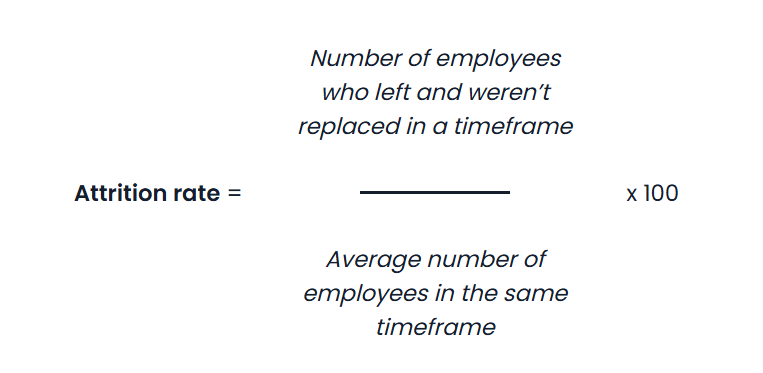 Number of employees
who left and weren’t
replaced in a timeframe
Attrition rate =
x 100
Average number of
employees in the same
timeframe